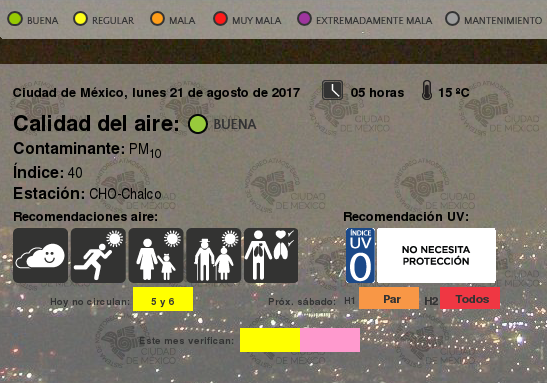 BUENA REGULAR MALA MUY MALA EXTREMADAMENTE MALA MANTENIMIENTO
Ciudad de México, lunes 21 de agosto de 2017 05 horas 15 ºC
Calidad del aire: BUENA
Contaminante: PM10
Índice: 40
Estación: CHO-Chalco
Recomendaciones aire: Recomendación UV:
ÍNDICE
UV
0
NO NECESITA
PROTECCIÓN
Hoy no circulan: 5 y 6 Próx. sábado: H1 Par H2 Todos
Este mes verifican:
CIUDAD DE MÉXICO